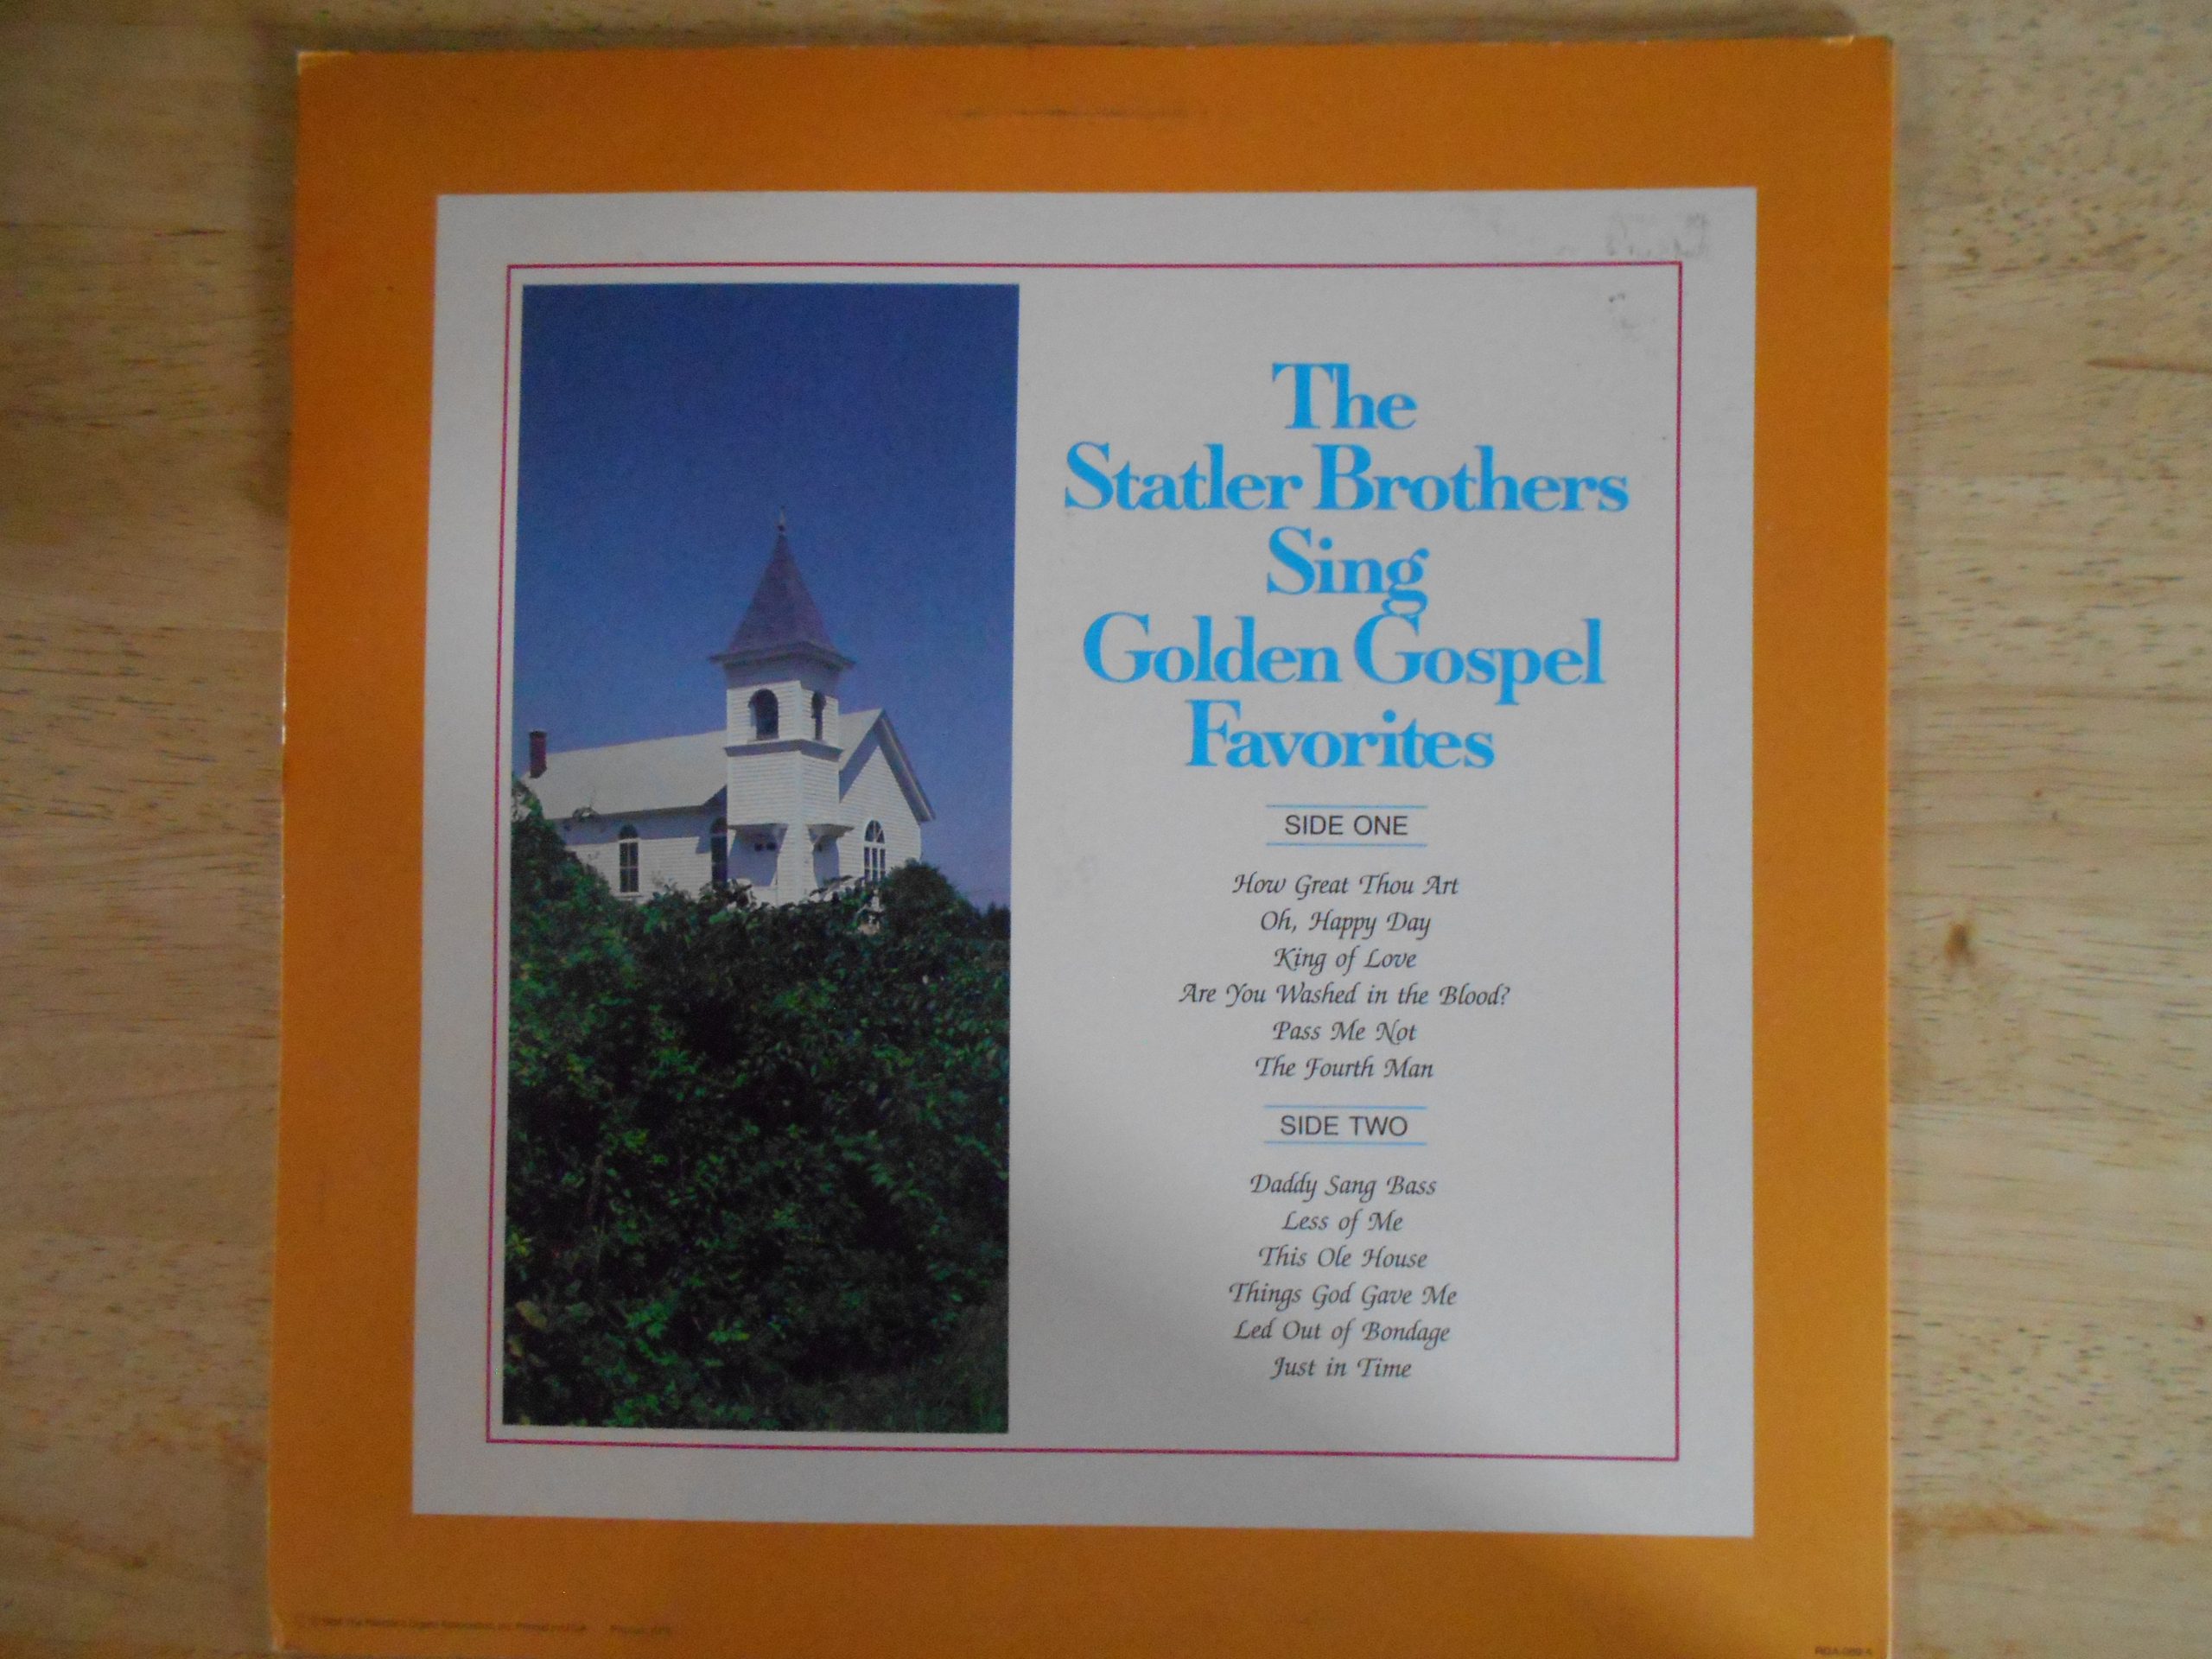 The
Statler Brothers
Sing
Golden Gospel
Favorites
SIDE ONE
How Great Thou Art
Oh, Happy Day
King of Love
Are You Washed in the Blood?
Pass Me Not
The Fourth Man
SIDE TWO
Daddy Sang Bass
Less of Me
This Ole House
Things God Gave Me
Led Out of Bondage
Just in Time